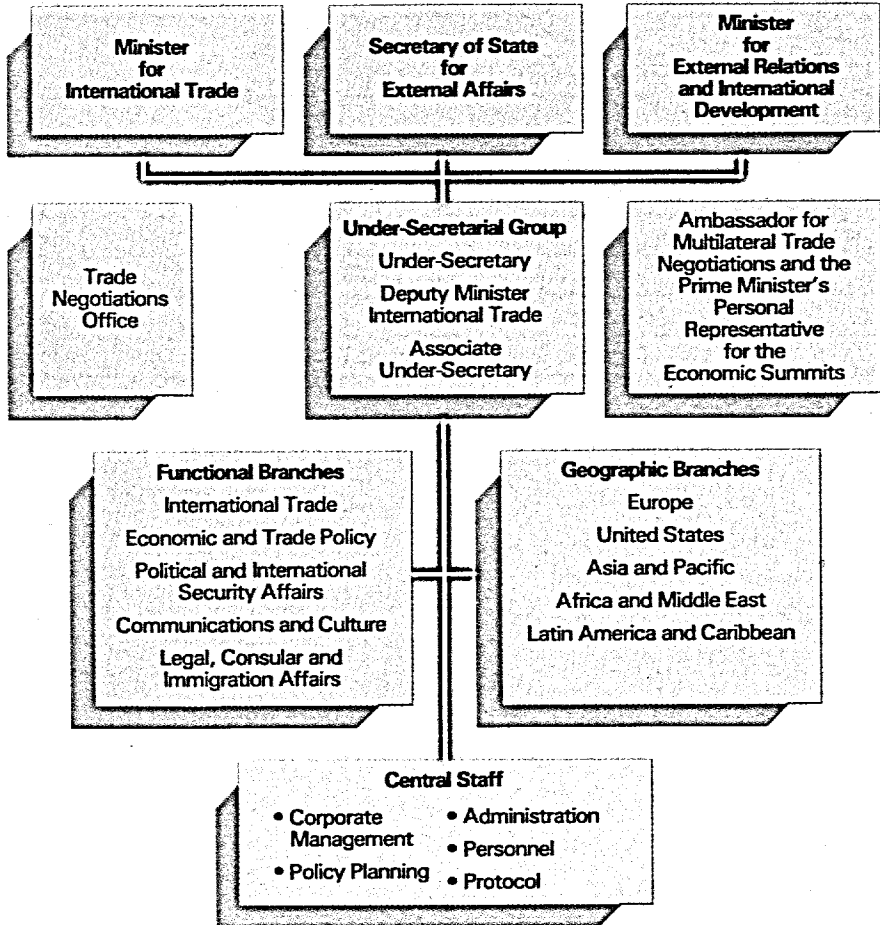 Minister
for
International Trade
Secretary of State
for
External Affairs
Minister
for
External Relations
and International
Development
Trade
Negotiations
Office
Under-Secretarial Group
Under-Secretary
Deputy Minister
International Trade
Associate
Under-Secretary
Ambassador for
Multilateral Trade
Negotiations and the
Prime Minister's
Personal
Representative
for the
Economic Summits
Functional Branches
International Trade
Economic and Trade Policy
Political and International
Security Affairs
Communications and Culture
Legal, Consular and
Immigration Affairs
Geographic Branches
Europe
United States
Asia and Pacific
Africa and Middle East
Latin America and Caribbean
Central Staff
• Corporate
Management
• Policy Planning
• Administration
• Personnel
• Protocol